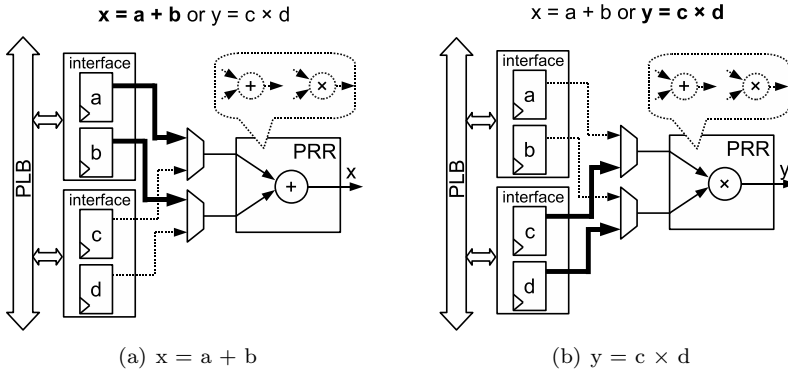 x = a + b or y = c × d
interface
a
b
PLB
interface
c
d
+
×
PRR
+
x
(a) x = a + b
x = a + b or y = c × d
interface
a
b
PLB
interface
c
d
+
×
PRR
×
y
(b) y = c × d